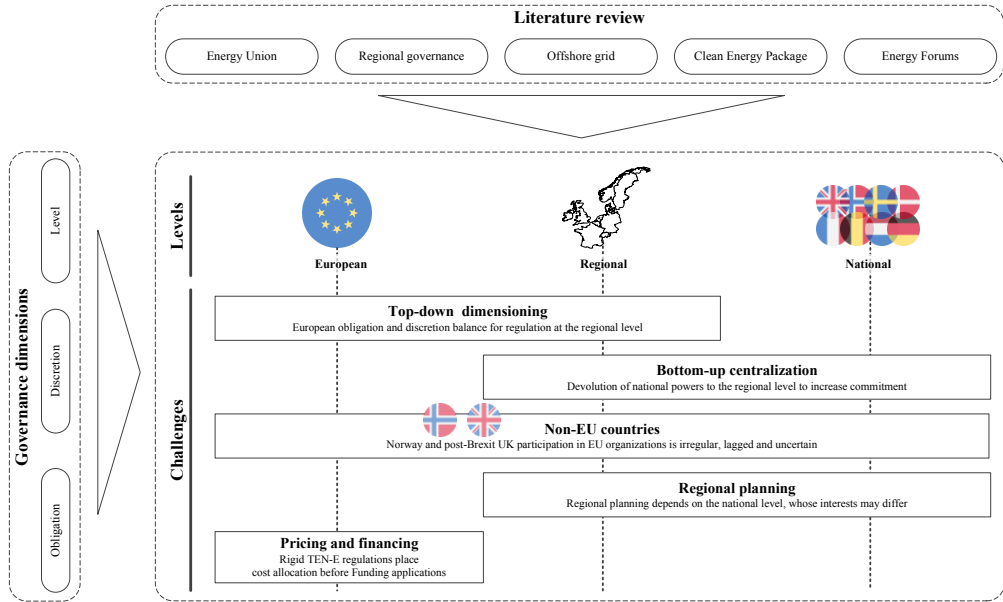 Literature review
Energy Union
Regional governance
Offshore grid
Clean Energy Package
Energy Forums
Governance dimensions
Level
Discretion
Obligation
Levels
European
Regional
National
Challenges
Top-down dimensioning
European obligation and discretion balance for regulation at the regional level
Bottom-up centralization
Devolution of national powers to the regional level to increase commitment
Non-EU countries
Norway and post-Brexit UK participation in EU organizations is irregular, lagged and uncertain
Regional planning
Regional planning depends on the national level, whose interests may differ
Pricing and financing
Rigid TEN-E regulations place
cost allocation before Funding applications